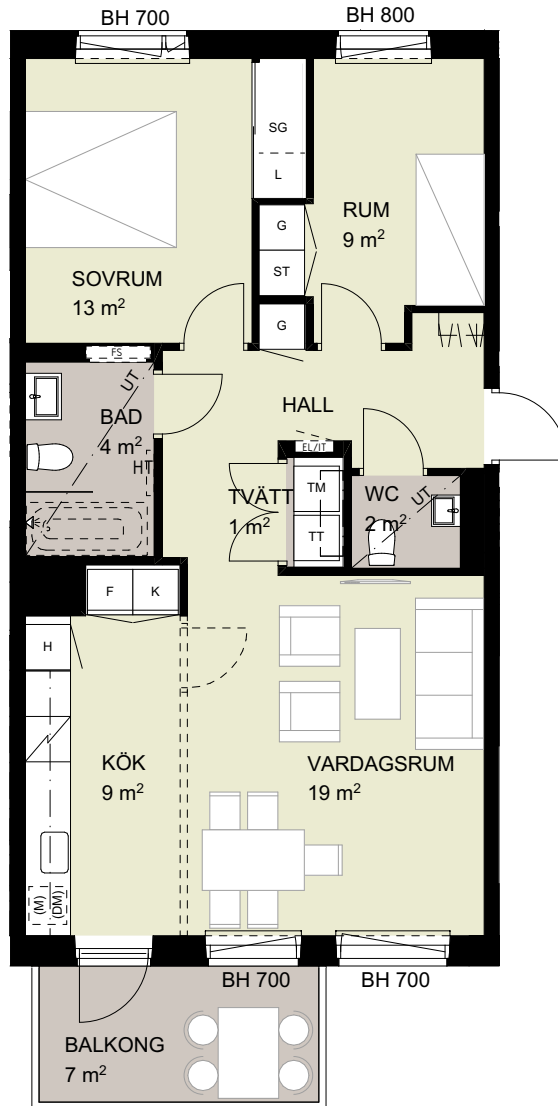 BH 700
BH 800
SG
L
RUM
9 m²
G
ST
SOVRUM
13 m²
G
FS
UT
BAD
4 m²
HT
HALL
EL/IT
TVÄTT
1 m²
TM
TT
WC
2 m²
UT
F
K
H
KÖK
9 m²
VARDAGSRUM
19 m²
(M)
(DM)
BH 700
BH 700
BALKONG
7 m²